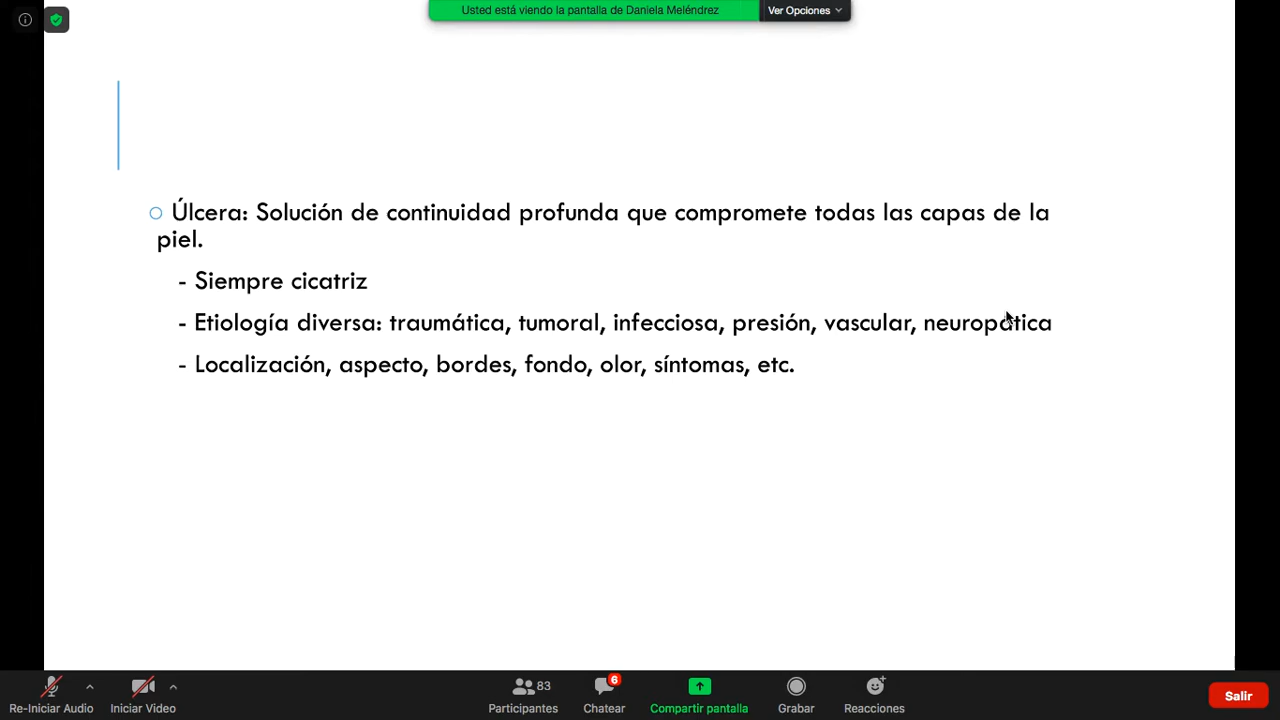 Usted está viendo la pantalla de Daniela Meléndrez
Ver Opciones
Úlcera: Solución de continuidad profunda que compromete todas las capas de la
piel.
- Siempre cicatriz
- Etiología diversa: traumática, tumoral, infecciosa, presión, vascular, neuropática
- Localización, aspecto, bordes, fondo, olor, síntomas, etc.
Re-Iniciar Audio
Iniciar Video
83
Participantes
6
Chatear
Compartir pantalla
Grabar
Reacciones
Salir